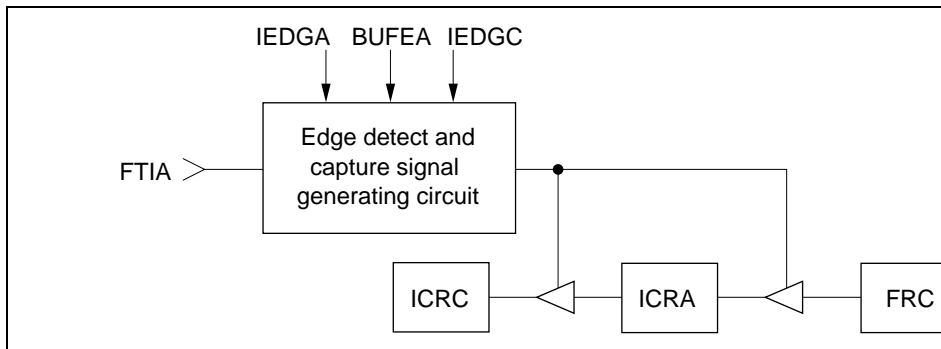 IEDGA BUFEA IEDGC
Edge detect and
capture signal
generating circuit
FTIA
ICRC ICRA FRC